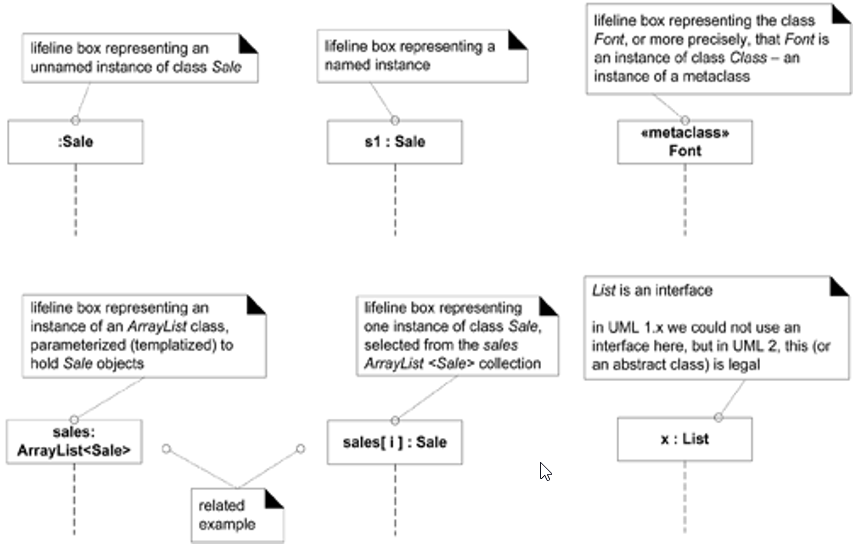 lifeline box representing an
unnamed instance of class Sale
:Sale
lifeline box representing a
named instance
s1 : Sale
lifeline box representing the class
Font, or more precisely, that Font is
an instance of class Class – an
instance of a metaclass
«metaclass»
Font
lifeline box representing an
instance of an ArrayList class,
parameterized (templatized) to
hold Sale objects
sales:
ArrayList<Sale>
related
example
lifeline box representing
one instance of class Sale,
selected from the sales
ArrayList <Sale> collection
sales[ i ] : Sale
List is an interface
in UML 1.x we could not use an
interface here, but in UML 2, this (or
an abstract class) is legal
x : List